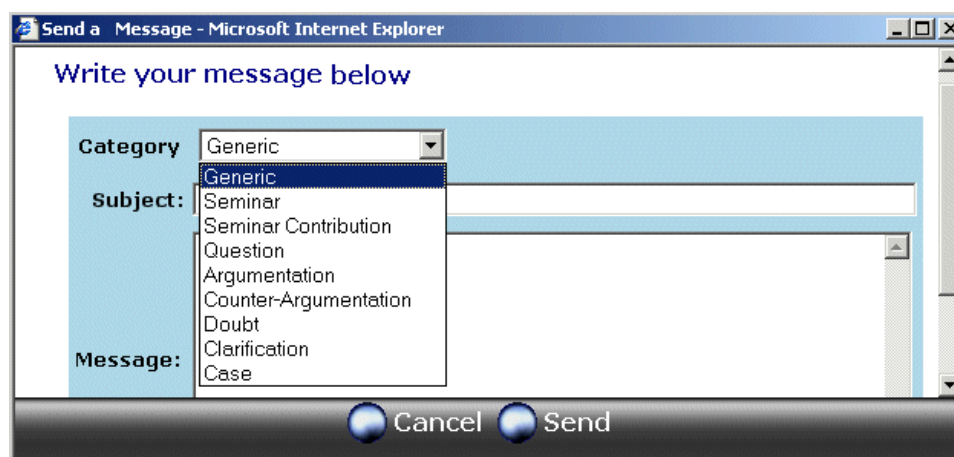 Send a Message - Microsoft Internet Explorer
Write your message below
Category Generic
Generic
Subject:
Seminar
Seminar Contribution
Question
Argumentation
Counter-Argumentation
Doubt
Message:
Clarification
Case
Cancel Send